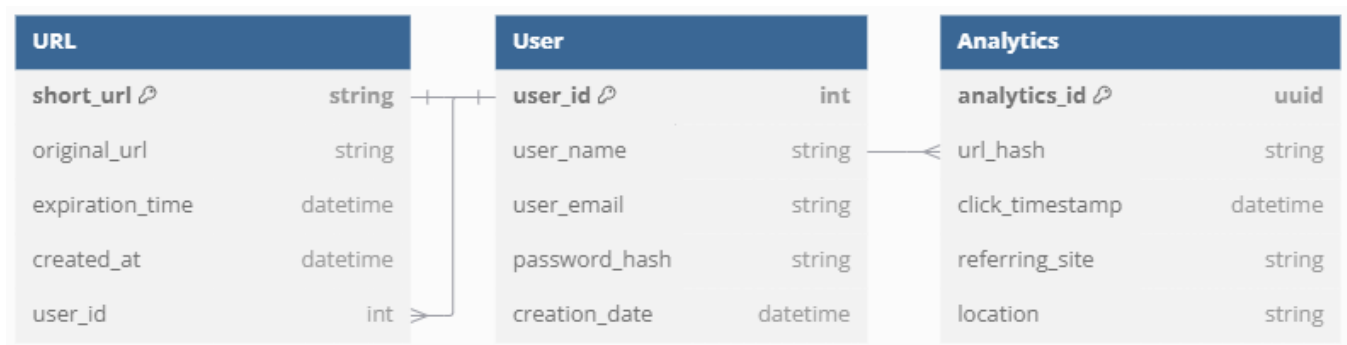 URL
short_url string
original_url string
expiration_time datetime
created_at datetime
user_id int
User
user_id int
user_name string
user_email string
password_hash string
creation_date datetime
Analytics
analytics_id uuid
url_hash string
click_timestamp datetime
referring_site string
location string